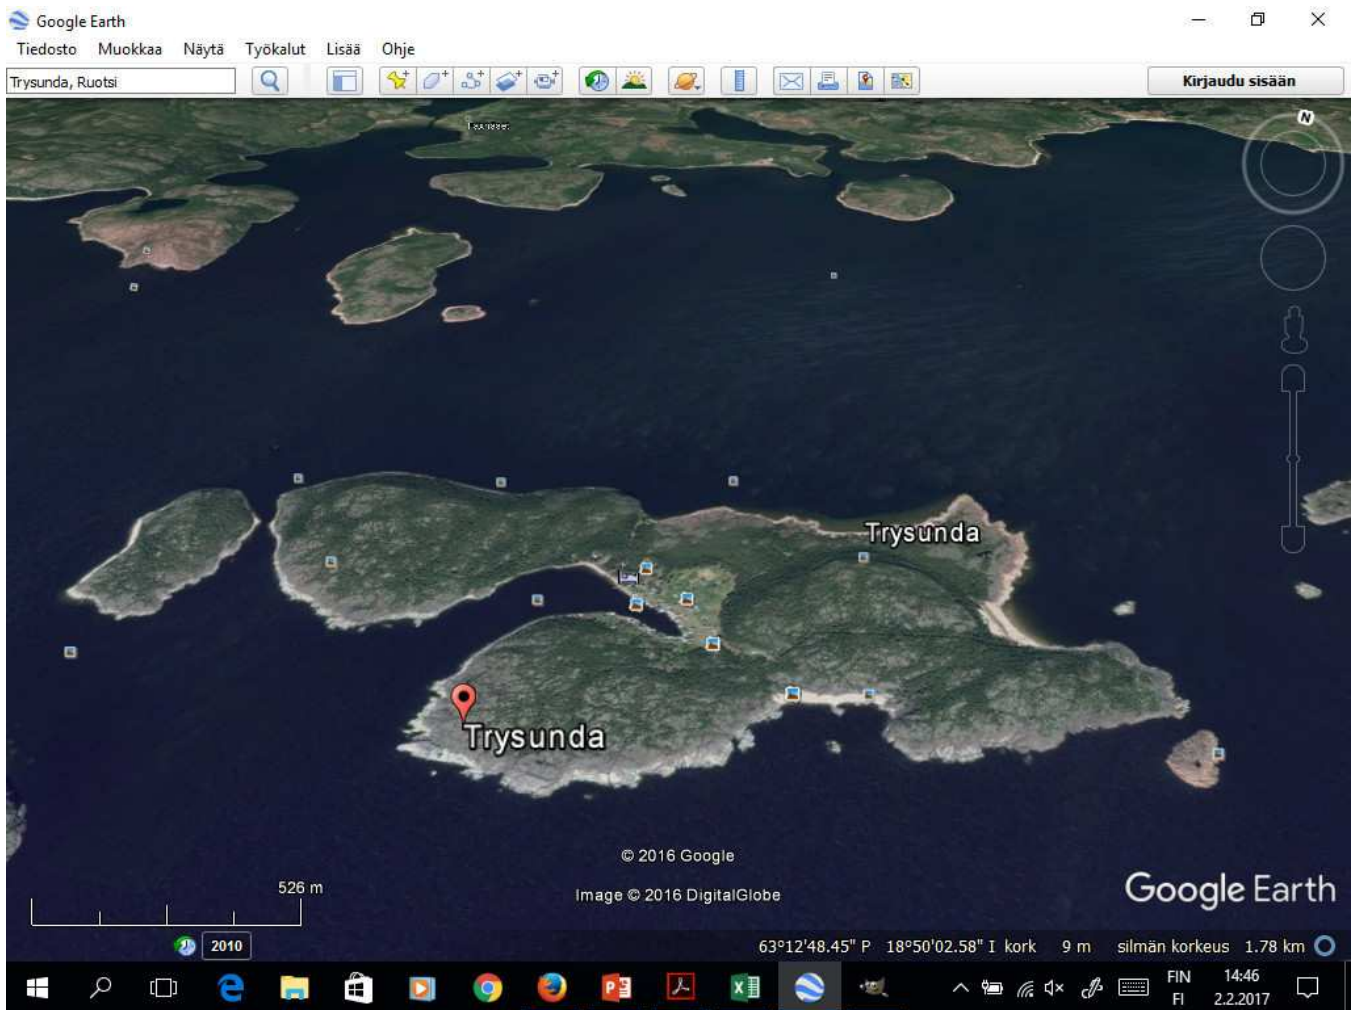 Google Earth
Tiedosto Muokkaa Näytä Työkalut Lisää Ohje
Trysunda, Ruotsi
Kirjaudu sisään
N
Trysunda
Trysunda
© 2016 Google
526 m
Image © 2016 DigitalGlobe
Google Earth
2010
63°12'48.45" P 18°50'02.58" I kork 9 m silmän korkeus 1.78 km
FIN 14:46
FI 2.2.2017